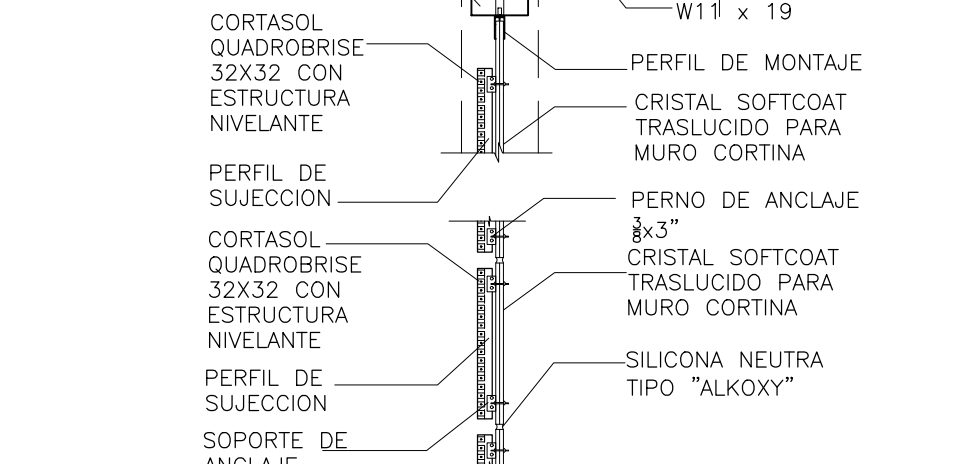 CORTASOL
QUADROBRISE
32X32 CON
ESTRUCTURA
NIVELANTE
PERFIL DE
SUJECCION
CORTASOL
QUADROBRISE
32X32 CON
ESTRUCTURA
NIVELANTE
PERFIL DE
SUJECCION
SOPORTE DE
ANCLAJE
W11 x 19
PERFIL DE MONTAJE
CRISTAL SOFTCOAT
TRASLUCIDO PARA
MURO CORTINA
PERNO DE ANCLAJE
3/8x3”
CRISTAL SOFTCOAT
TRASLUCIDO PARA
MURO CORTINA
SILICONA NEUTRA
TIPO ”ALKOXY”